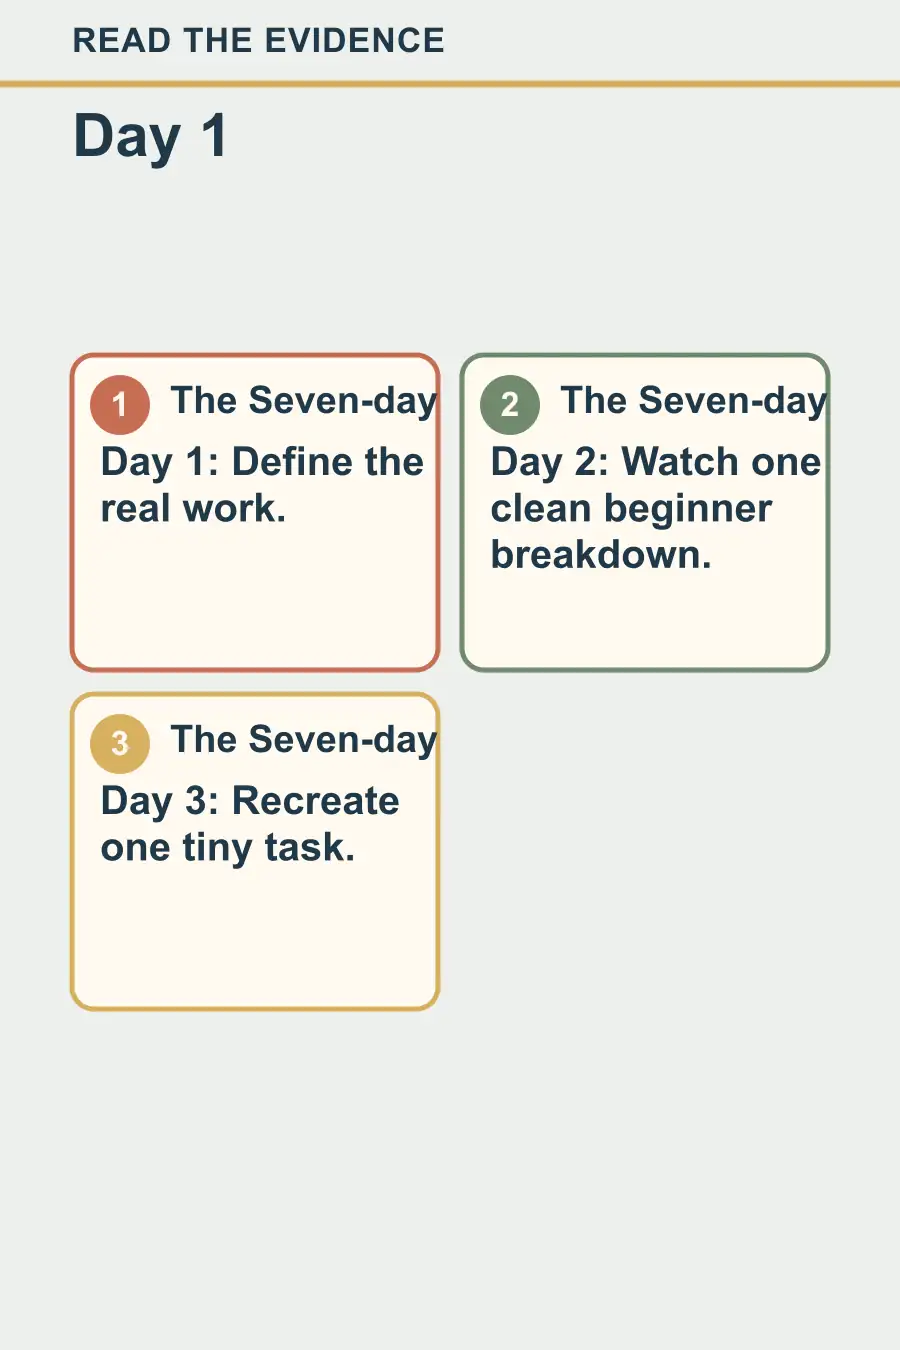 READ THE EVIDENCE
Day 1
1
The Seven-day
Day 1: Define the
real work.
2
The Seven-day
Day 2: Watch one
clean beginner
breakdown.
3
The Seven-day
Day 3: Recreate
one tiny task.